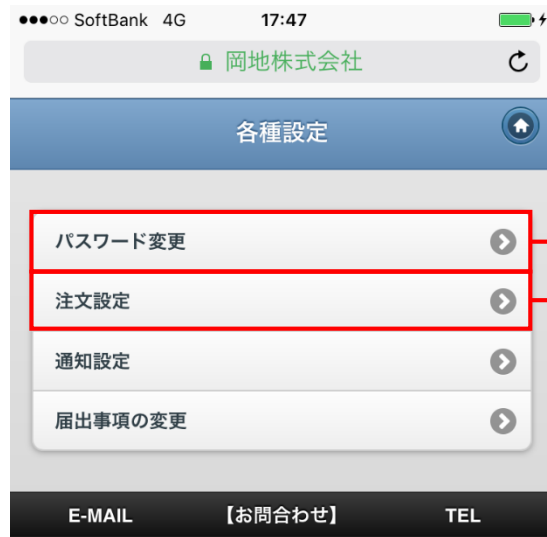 SoftBank 4G 17:47
岡地株式会社
各種設定
パスワード変更
注文設定
通知設定
届出事項の変更
E-MAIL 【お問合わせ】 TEL